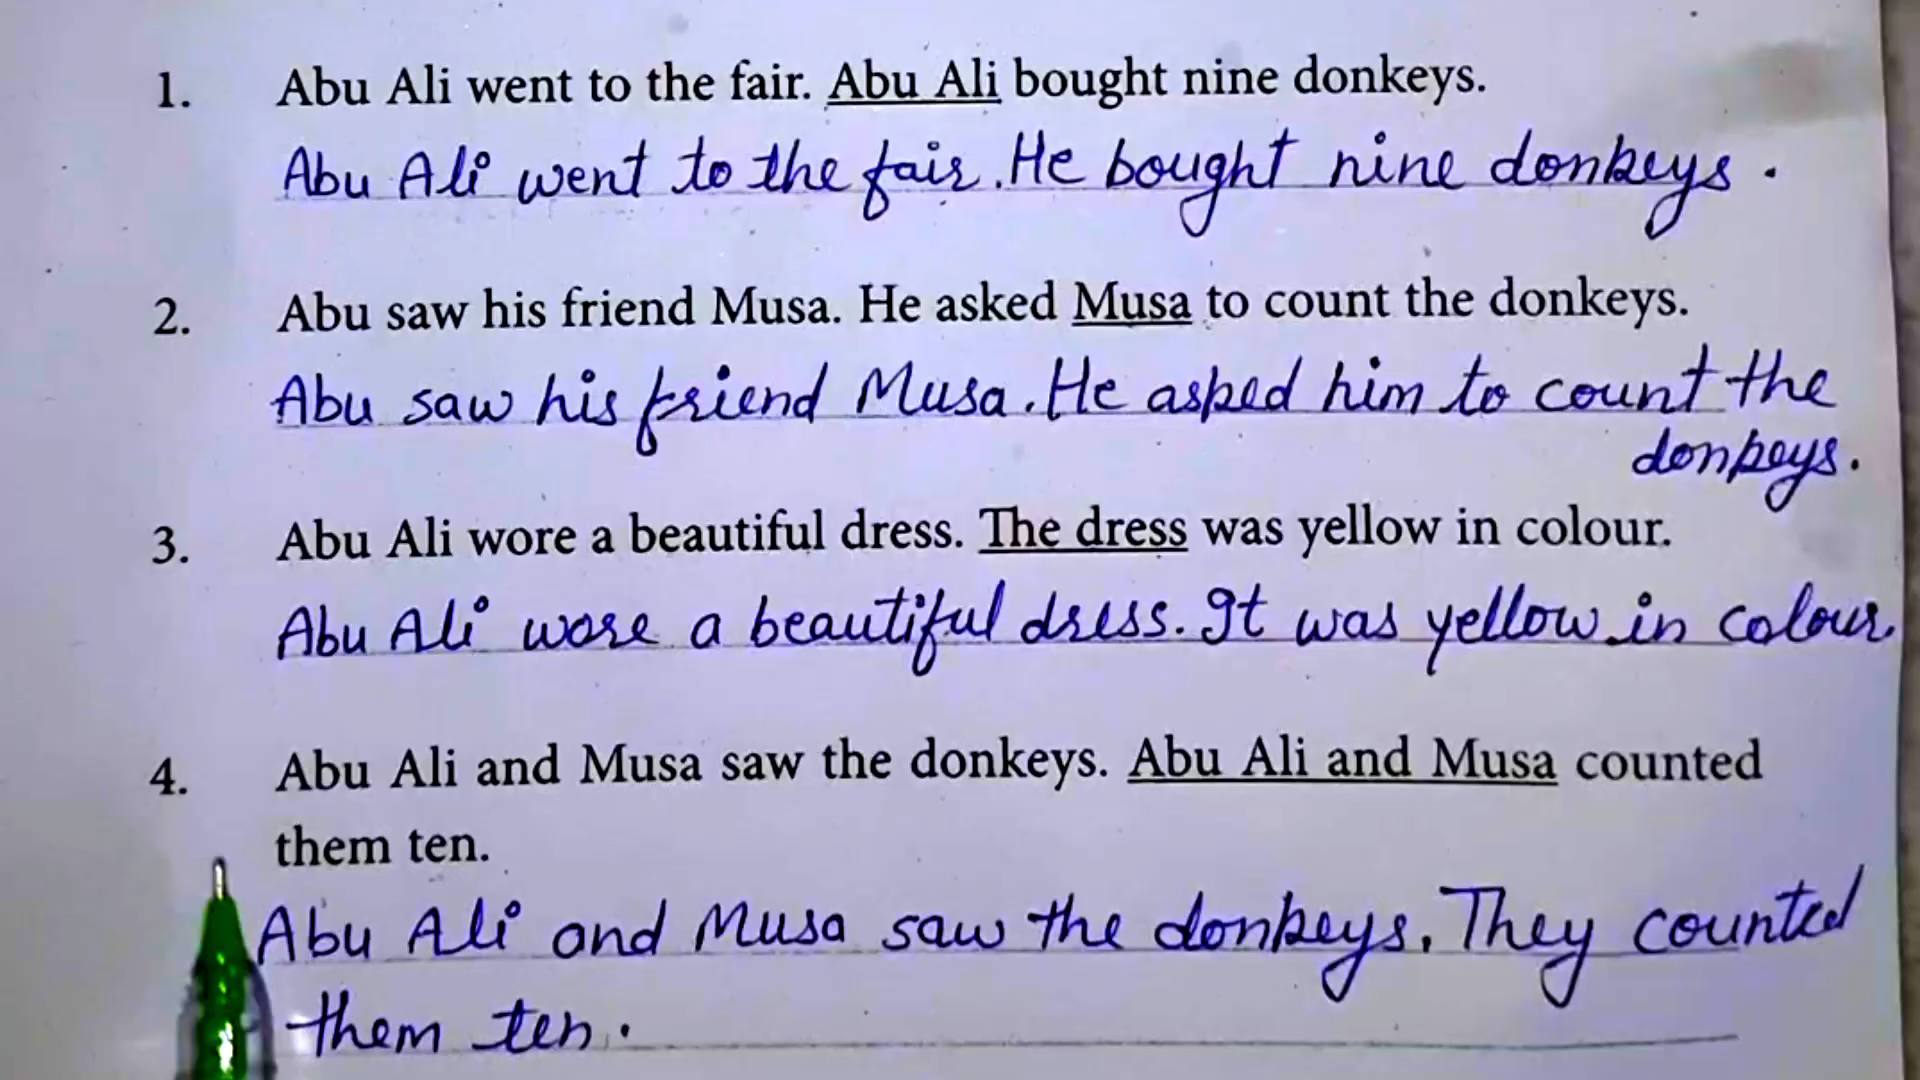 1. Abu Ali went to the fair. Abu Ali bought nine donkeys.
Abu Ali went to the fair. He bought nine donkeys.
2. Abu saw his friend Musa. He asked Musa to count the donkeys.
Abu saw his friend Musa. He asked him to count the
donkeys.
3. Abu Ali wore a beautiful dress. The dress was yellow in colour.
Abu Ali wore a beautiful dress. It was yellow in colour.
4. Abu Ali and Musa saw the donkeys. Abu Ali and Musa counted
them ten.
Abu Ali and Musa saw the donkeys. They counted
them ten.